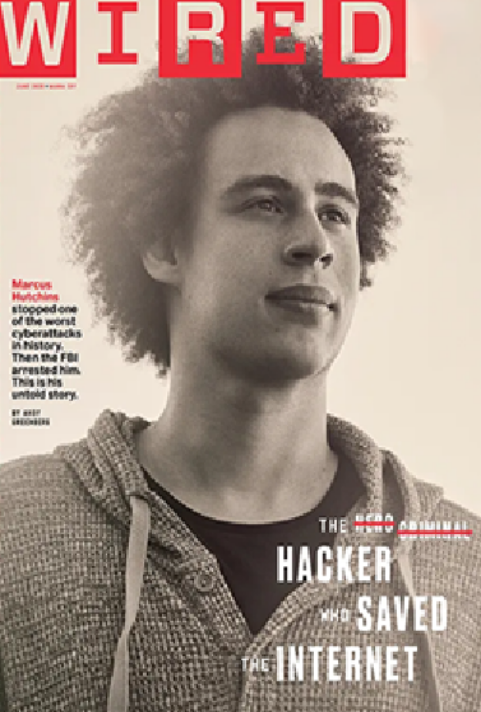 WIRED
Marcus
Hutchins
stopped one
of the worst
cyberattacks
in history.
Then the FBI
arrested him.
This is his
untold story.
BY ANDY
GREENBERG
THE HERO CRIMINAL
HACKER
WHO SAVED
THE INTERNET